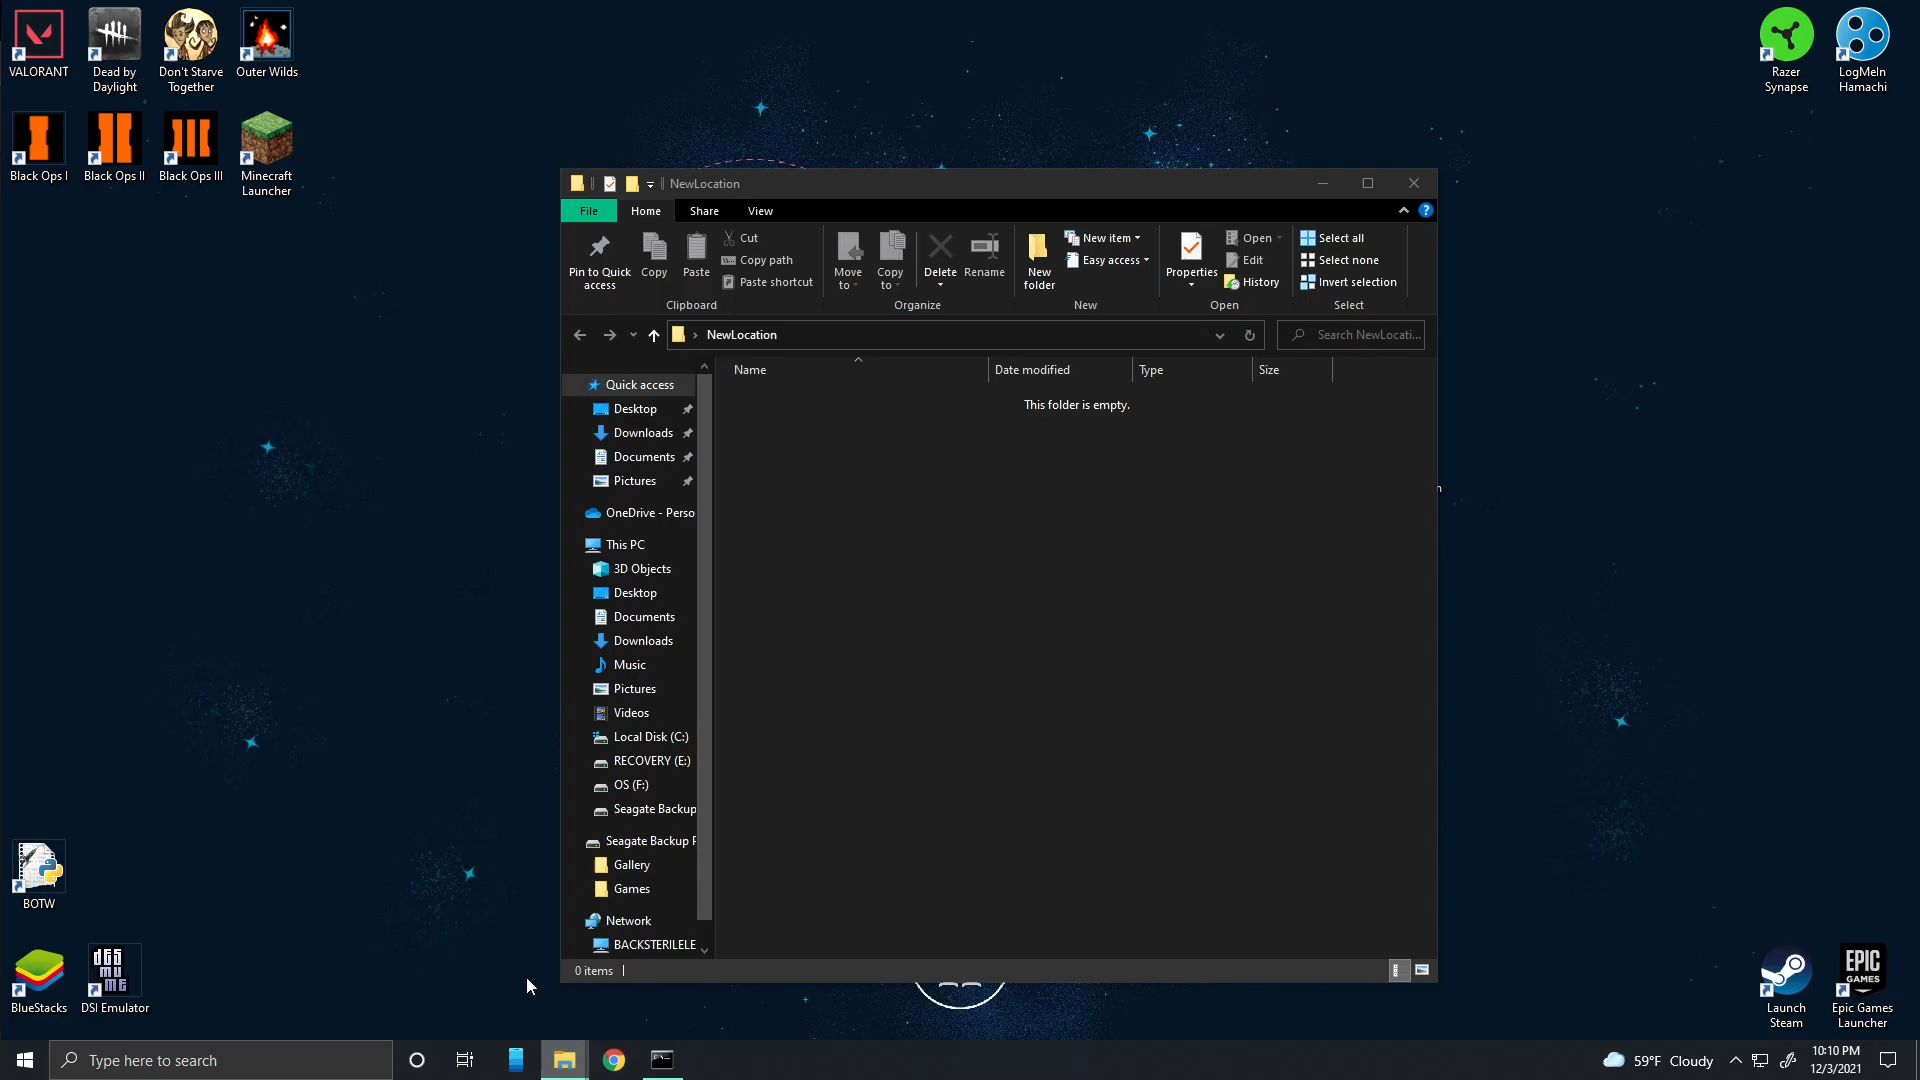 VALORANT
Dead by
Daylight
Don't Starve
Together
Outer Wilds
Black Ops I
Black Ops II
Black Ops III
Minecraft
Launcher
Razer
Synapse
LogMeIn
Hamachi
NewLocation
File
Home
Share
View
Pin to Quick
access
Copy
Paste
Cut
Copy path
Paste shortcut
Clipboard
Move
to
Copy
to
Delete
Rename
Organize
New
folder
New item
Easy access
New
Properties
Open
Edit
History
Open
Select all
Select none
Invert selection
Select
NewLocation
Search NewLocati...
Name
Date modified
Type
Size
This folder is empty.
Quick access
Desktop
Downloads
Documents
Pictures
OneDrive - Perso
This PC
3D Objects
Desktop
Documents
Downloads
Music
Pictures
Videos
Local Disk (C:)
RECOVERY (E:)
OS (F:)
Seagate Backup
Seagate Backup P
Gallery
Games
Network
BACKSTERILELE
0 items
n
BOTW
BlueStacks
DeS
mu
me
DSI Emulator
Launch
Steam
EPIC
GAMES
Epic Games
Launcher
Type here to search
59°F Cloudy
10:10 PM
12/3/2021